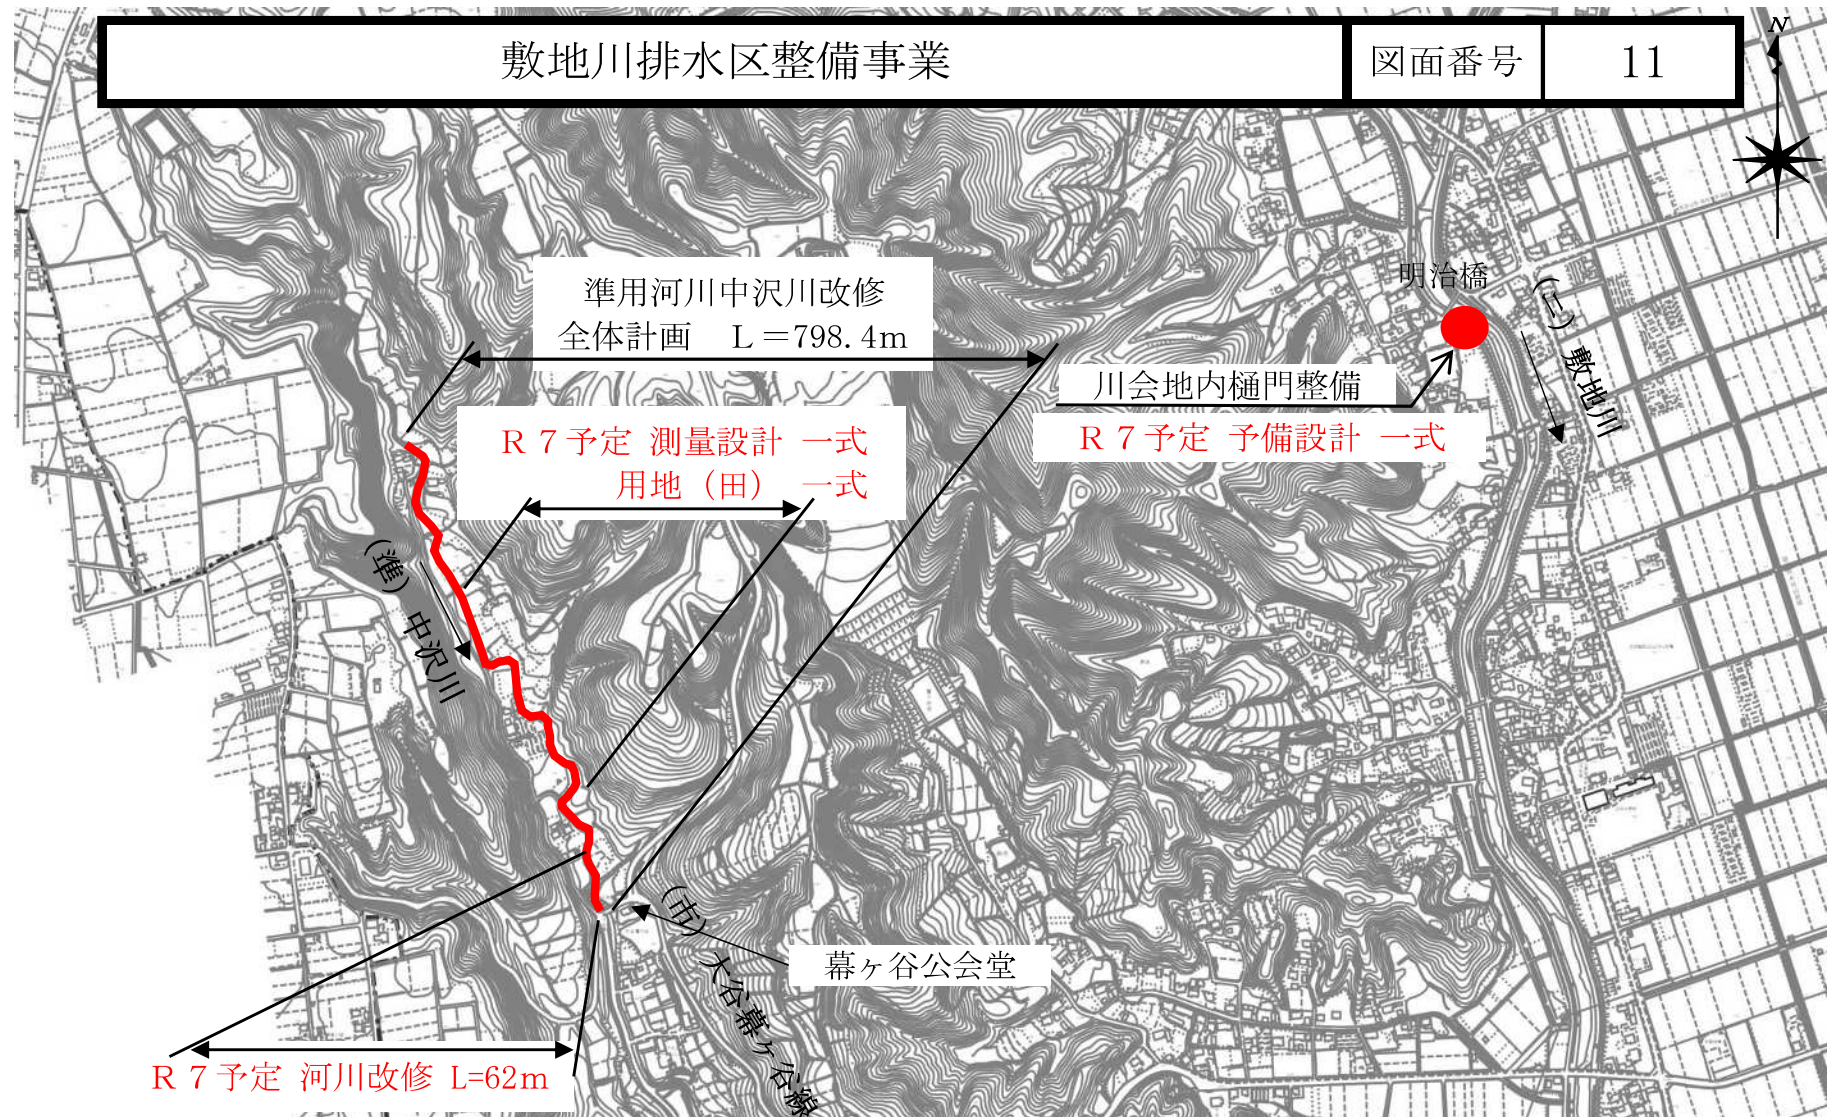 敷地川排水区整備事業
図面番号
11
N
準用河川中沢川改修
全体計画 L=798.4m
R7予定 測量設計 一式
用地(田) 一式
明治橋
(二)敷地川
川会地内樋門整備
R7予定 予備設計 一式
(準)中沢川
(市)大谷幕ヶ谷線
幕ヶ谷公会堂
R7予定 河川改修 L=62m